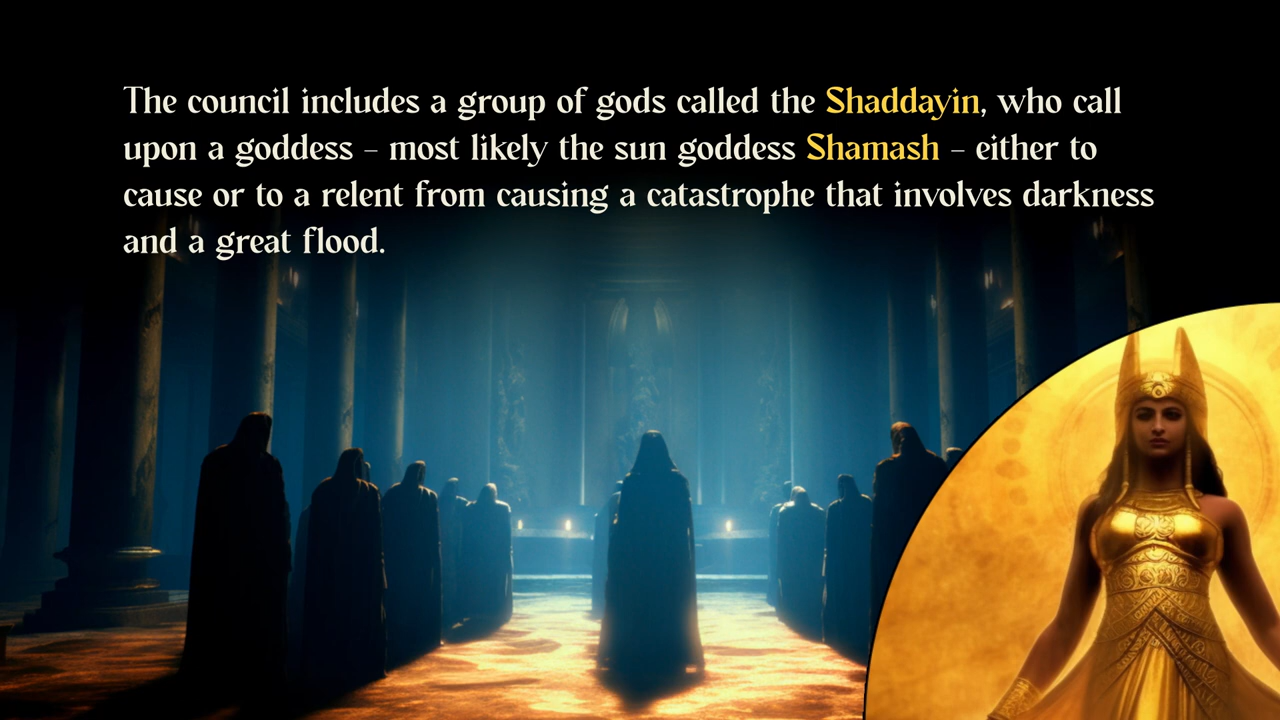 The council includes a group of gods called the Shaddayin, who call
upon a goddess – most likely the sun goddess Shamash – either to
cause or to a relent from causing a catastrophe that involves darkness
and a great flood.